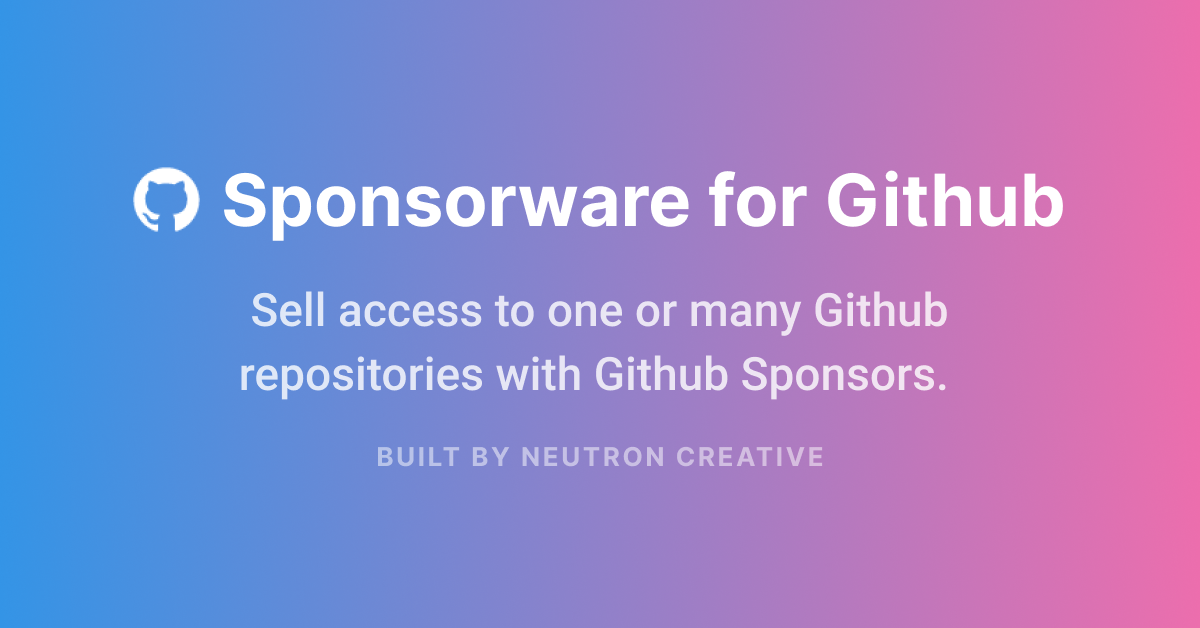 Sponsorware for Github
Sell access to one or many Github
repositories with Github Sponsors.
BUILT BY NEUTRON CREATIVE